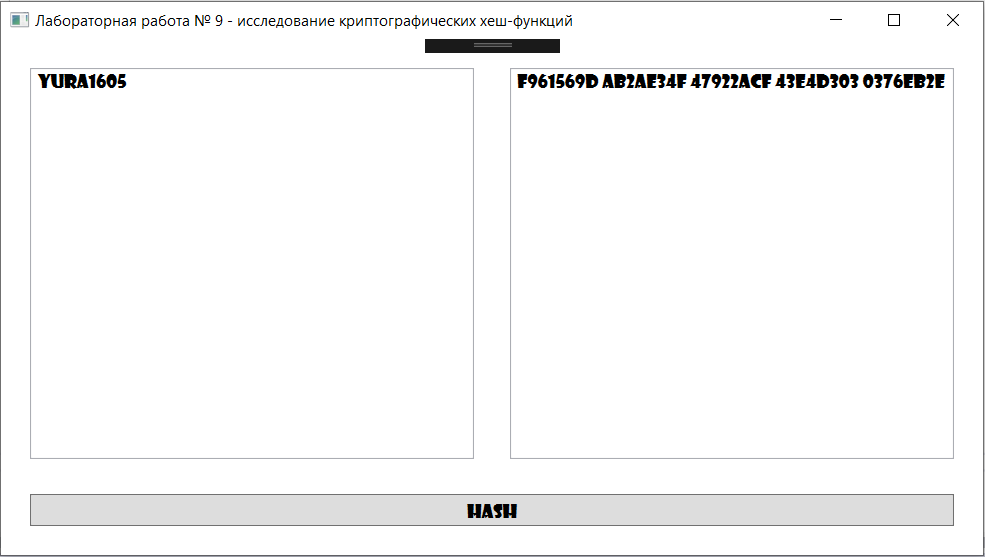 Лабораторная работа № 9 - исследование криптографических хеш-функций
YURA1605
F961569D AB2AE34F 47922ACF 43E4D303 0376EB2E
HASH